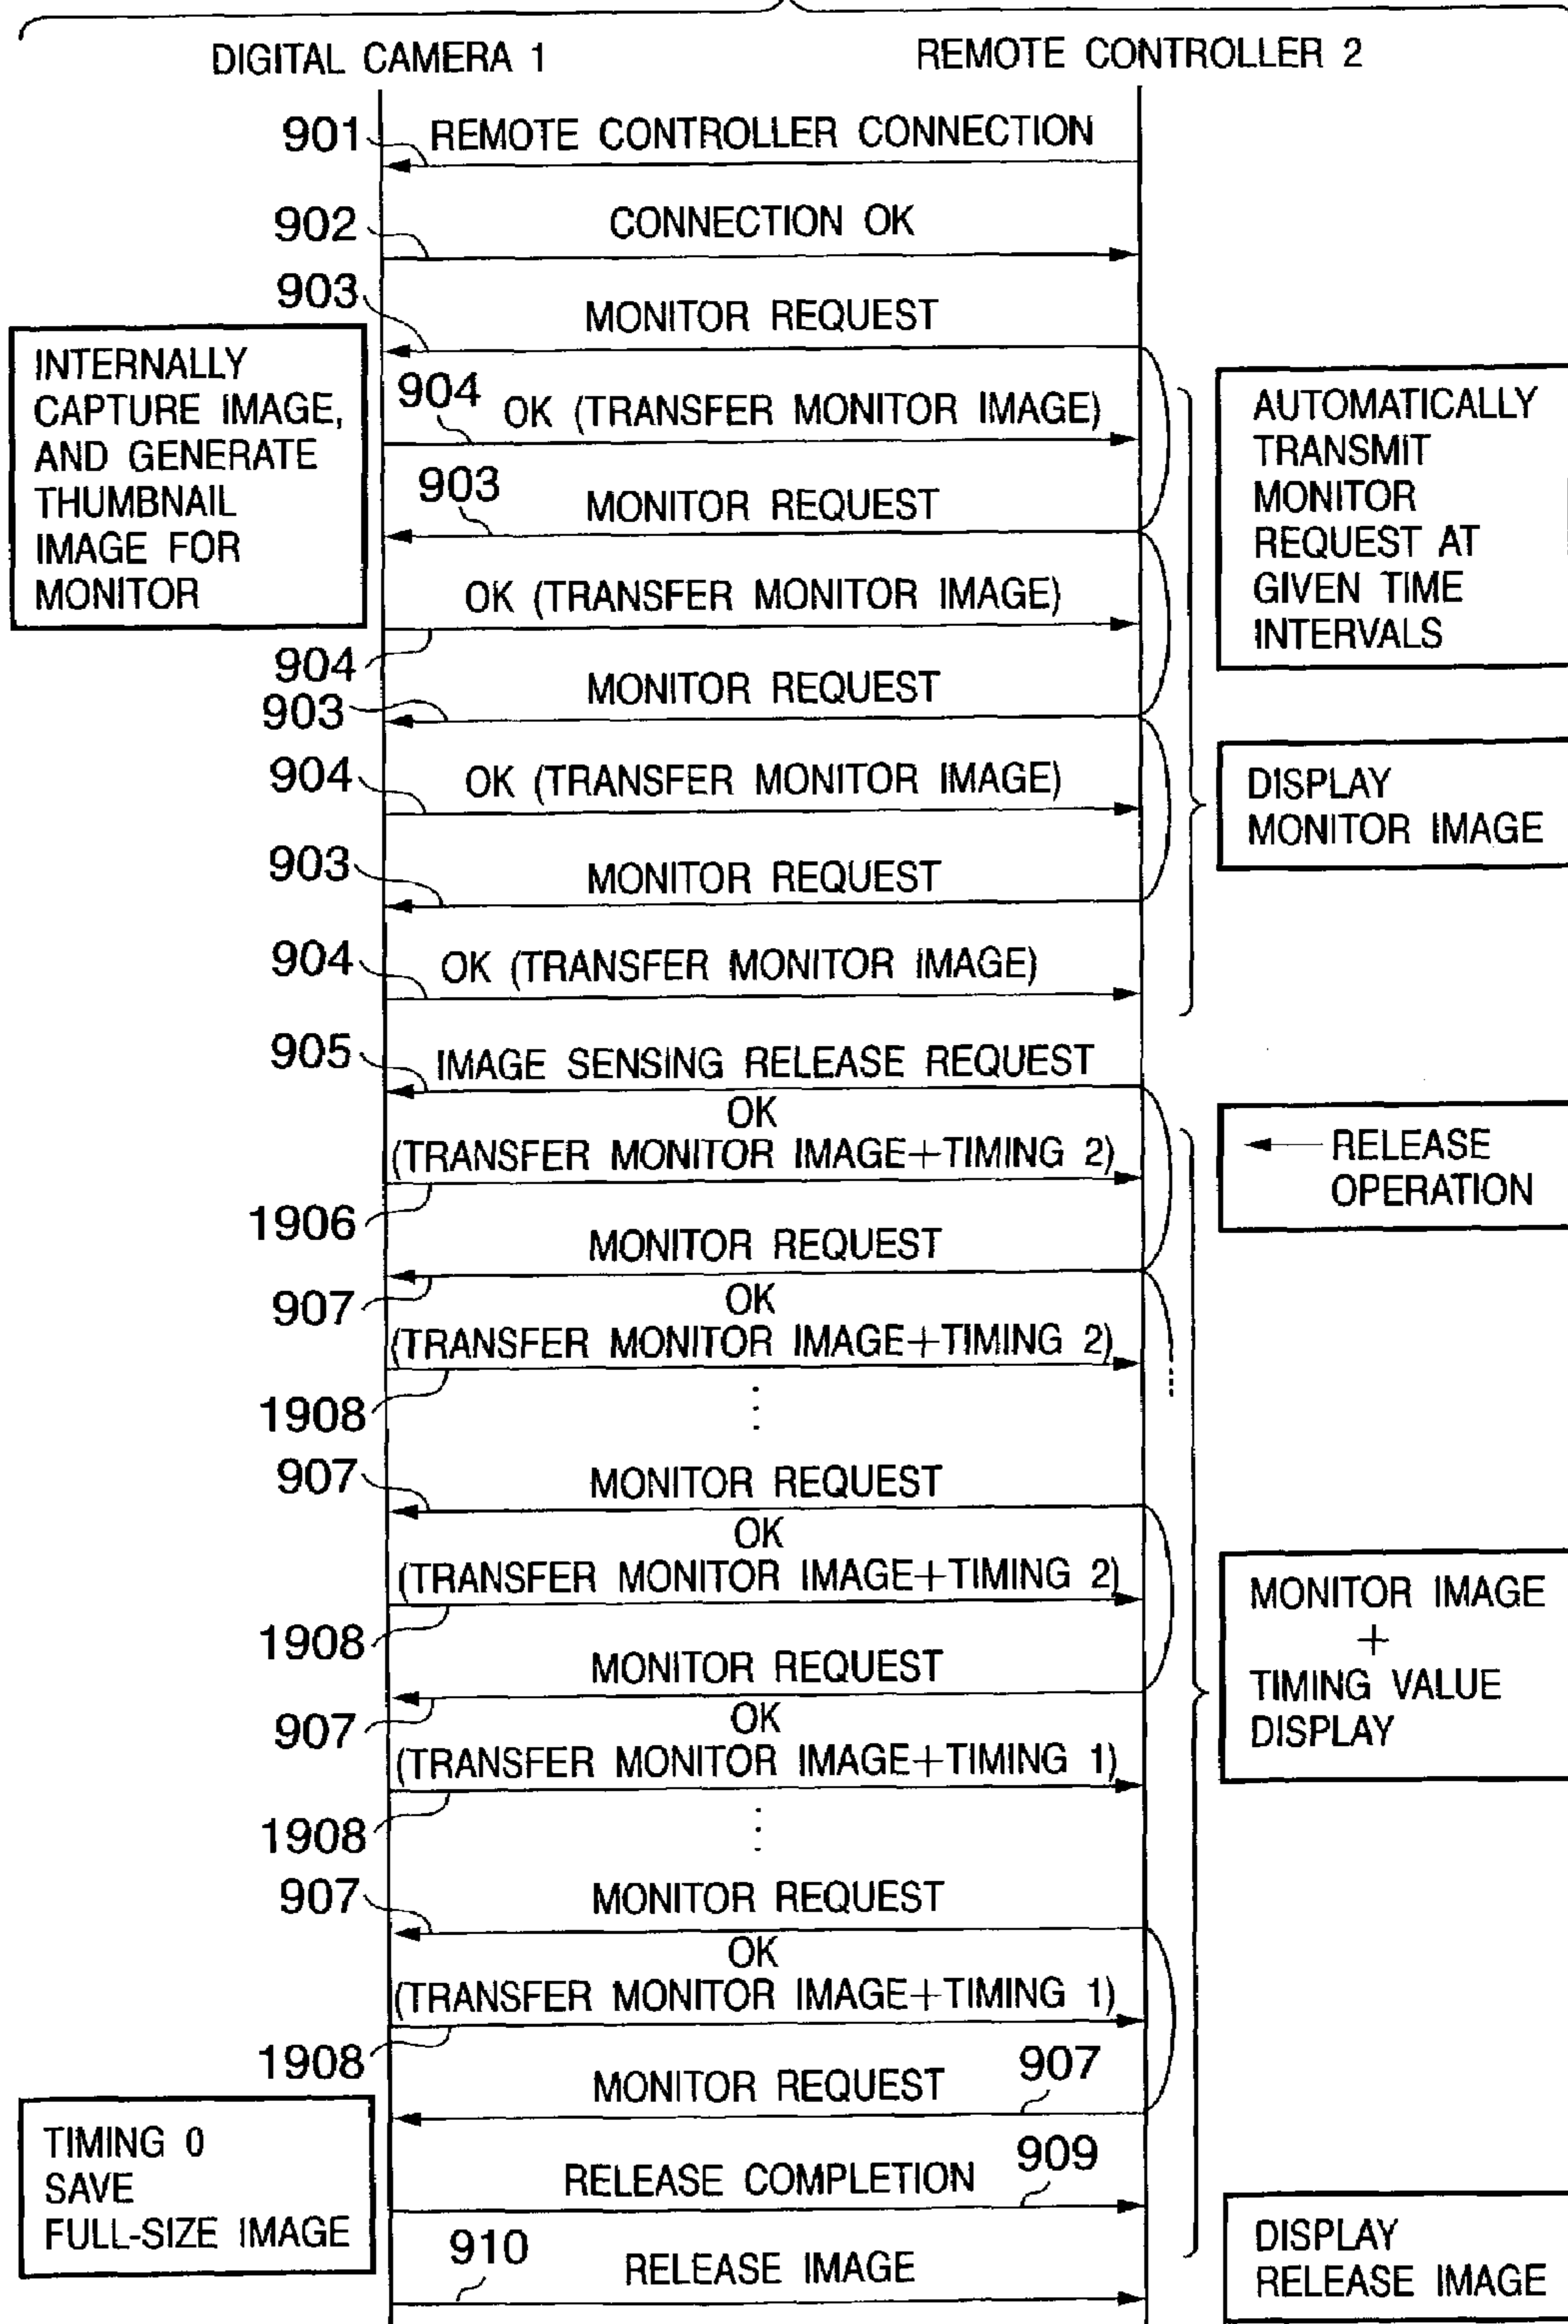 DIGITAL CAMERA 1
REMOTE CONTROLLER 2
901
REMOTE CONTROLLER CONNECTION
902
CONNECTION OK
903
MONITOR REQUEST
INTERNALLY
CAPTURE IMAGE,
AND GENERATE
THUMBNAIL
IMAGE FOR
MONITOR
904
OK (TRANSFER MONITOR IMAGE)
AUTOMATICALLY
TRANSMIT
MONITOR
REQUEST AT
GIVEN TIME
INTERVALS
903
MONITOR REQUEST
OK (TRANSFER MONITOR IMAGE)
904
MONITOR REQUEST
903
904
OK (TRANSFER MONITOR IMAGE)
DISPLAY
MONITOR IMAGE
903
MONITOR REQUEST
904
OK (TRANSFER MONITOR IMAGE)
905
IMAGE SENSING RELEASE REQUEST
OK
(TRANSFER MONITOR IMAGE+TIMING 2)
RELEASE
OPERATION
1906
MONITOR REQUEST
907
OK
(TRANSFER MONITOR IMAGE+TIMING 2)
1908
907
MONITOR REQUEST
OK
(TRANSFER MONITOR IMAGE+TIMING 2)
1908
MONITOR IMAGE
+
TIMING VALUE
DISPLAY
MONITOR REQUEST
907
OK
(TRANSFER MONITOR IMAGE+TIMING 1)
1908
907
MONITOR REQUEST
OK
(TRANSFER MONITOR IMAGE+TIMING 1)
1908
MONITOR REQUEST
907
TIMING 0
SAVE
FULL-SIZE IMAGE
RELEASE COMPLETION
909
910
RELEASE IMAGE
DISPLAY
RELEASE IMAGE